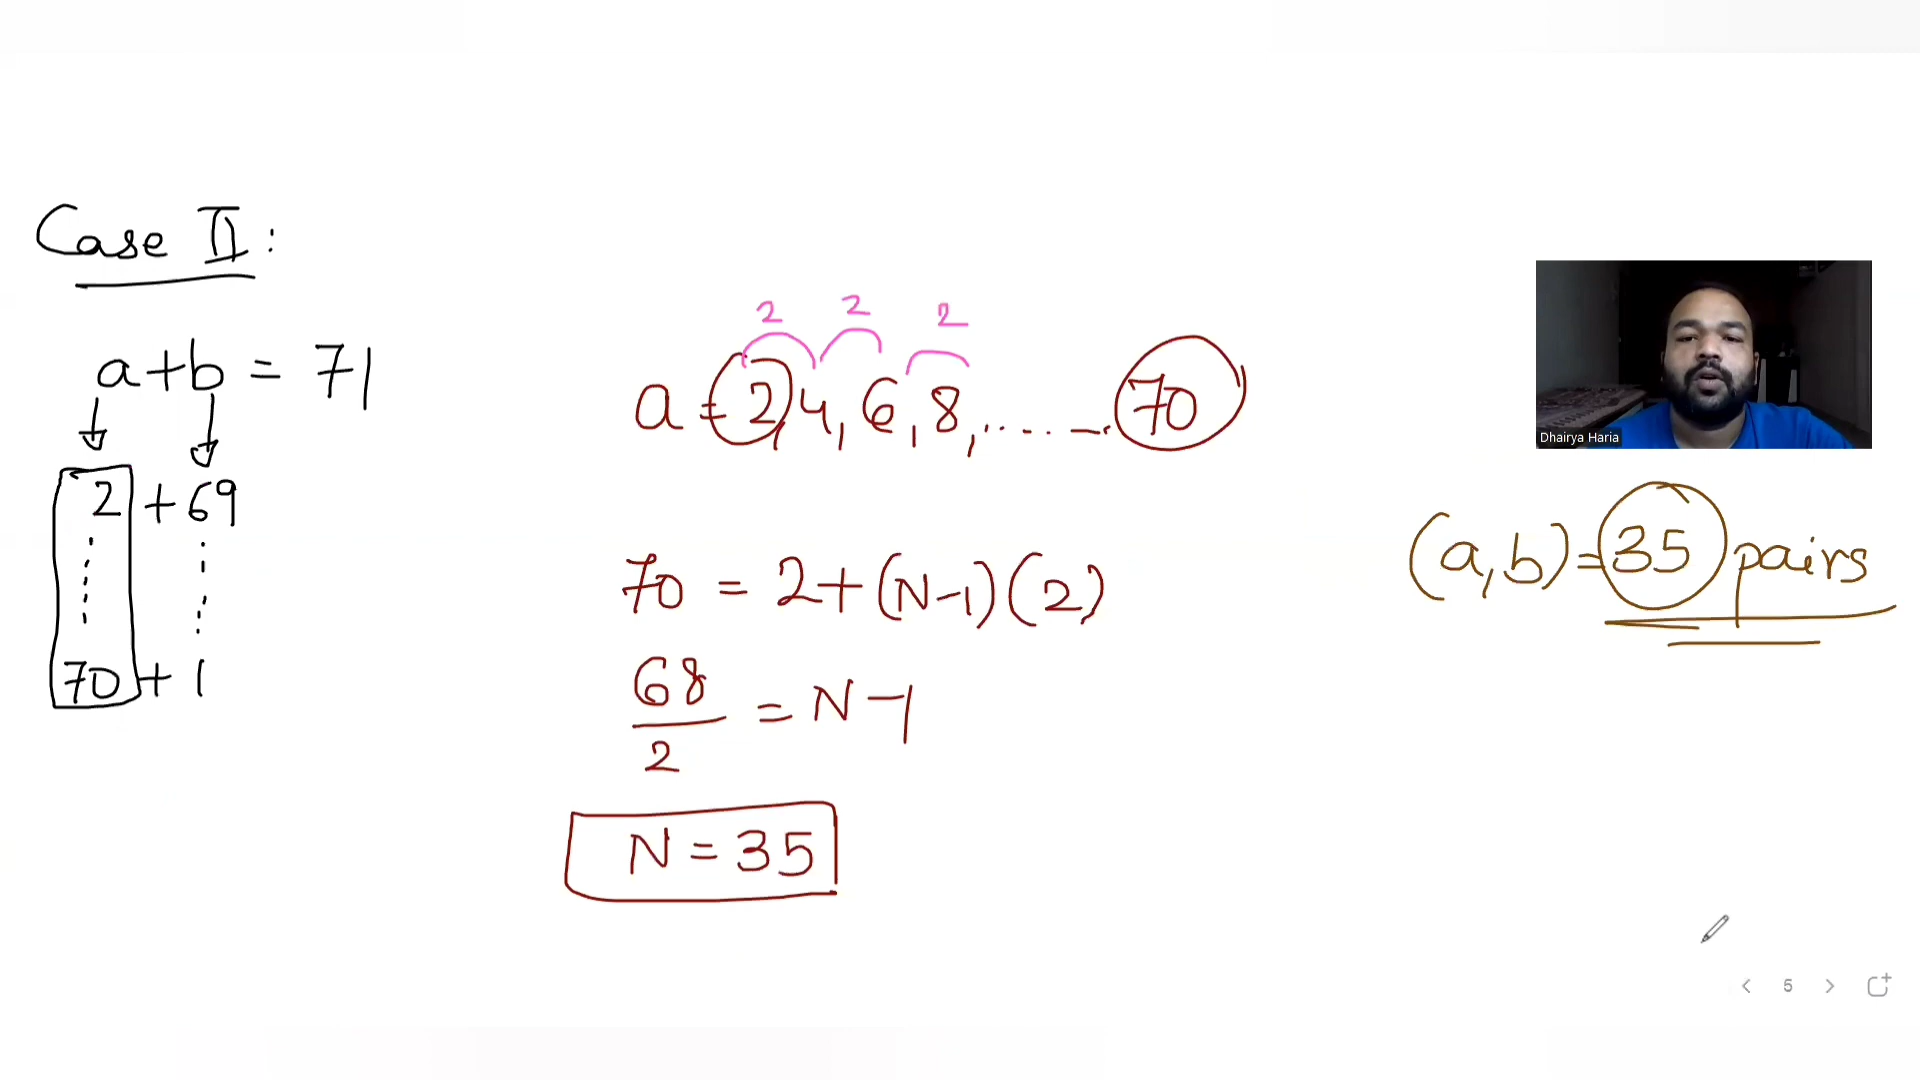 Case II:
a+b = 71
2 + 69
70 + 1
2 2 2
a = 2, 4, 6, 8, ........ 70
70 = 2+(N-1)(2)
68
2
= N-1
N = 35
Dhairya Haria
(a,b)=35 pairs
5